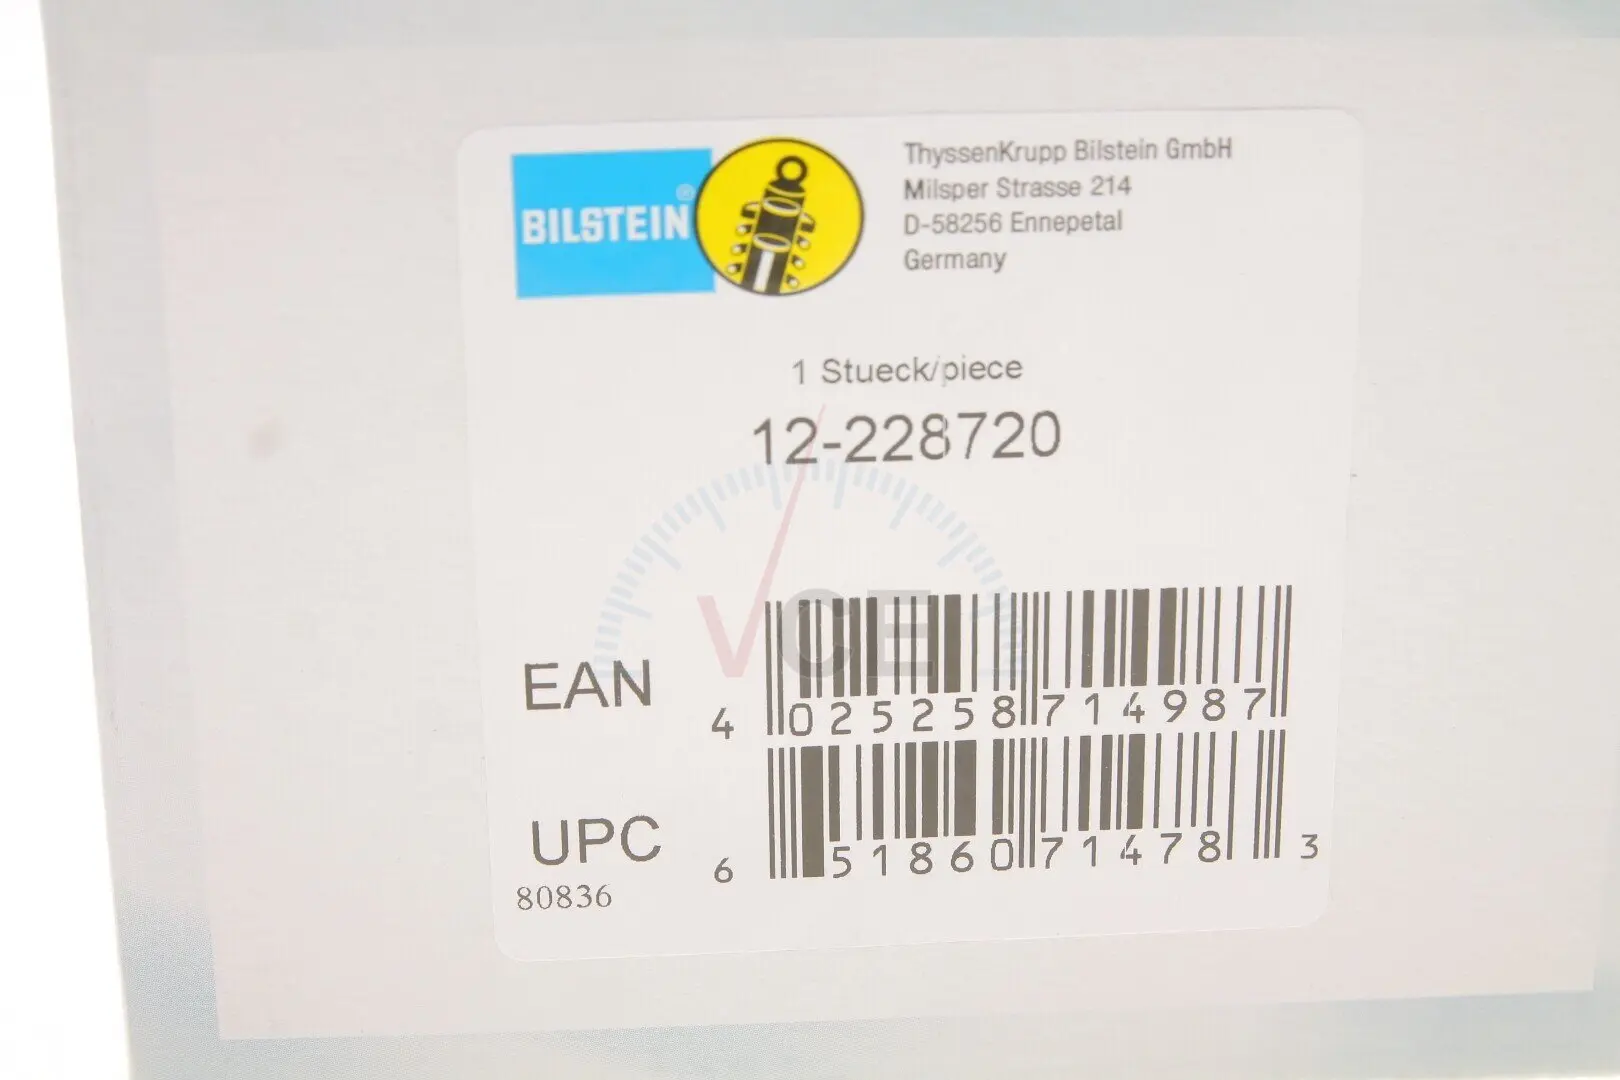 BILSTEIN®
ThyssenKrupp Bilstein GmbH
Milsper Strasse 214
D-58256 Ennepetal
Germany
1 Stueck/piece
12-228720
VCE
EAN
4 025258 714987
UPC
6 51860 71478 3
80836